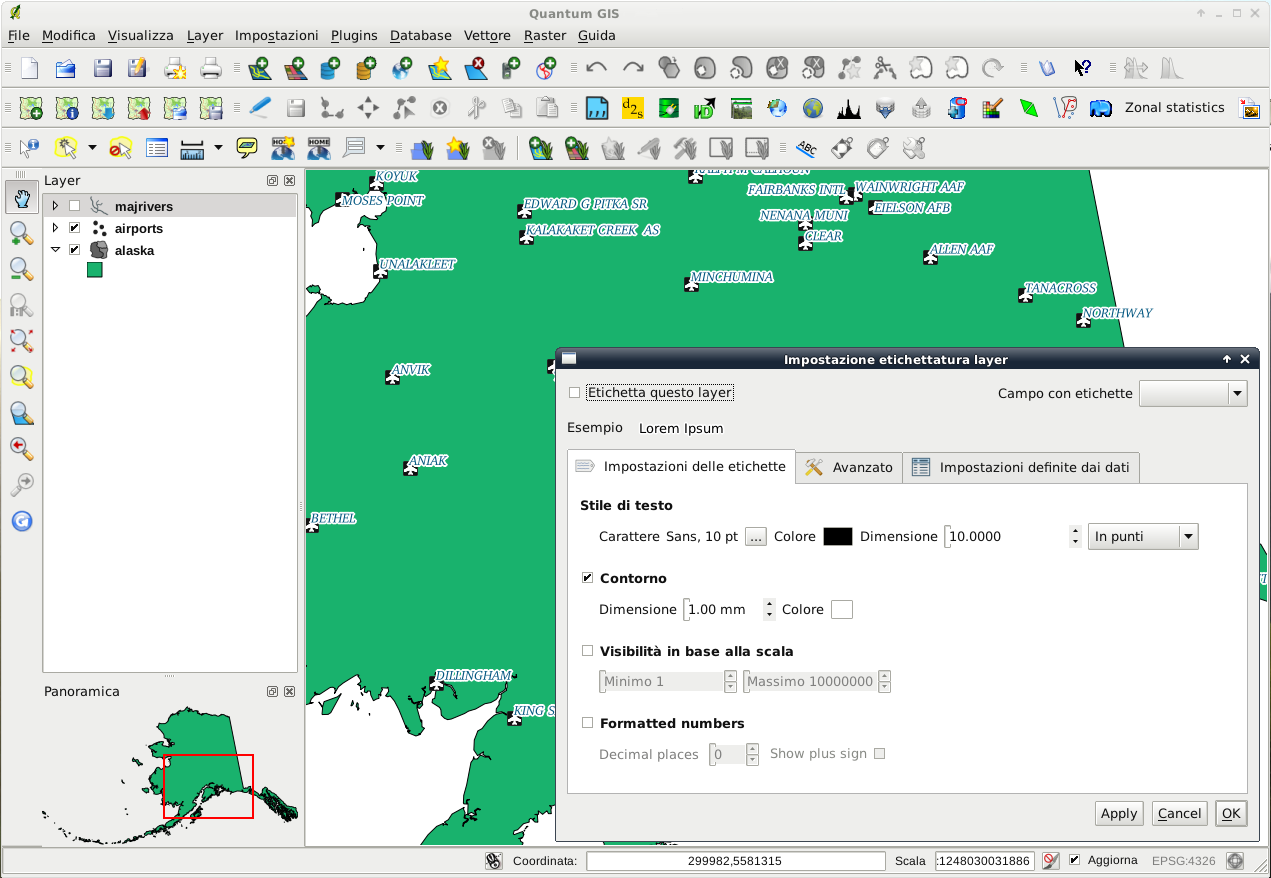 Quantum GIS
File Modifica Visualizza Layer Impostazioni Plugins Database Vettore Raster Guida
Zonal statistics
Layer
majrivers
airports
alaska
Panoramica
KOYUK
MOSES POINT
RALPH M CALHOUN
FAIRBANKS INTL
WAINWRIGHT AAF
EDWARD G PITKA SR
EIELSON AFB
NENANA MUNI
KALAKAKET CREEK AS
CLEAR
ALLEN AAF
UNALAKLEET
MINCHUMINA
TANACROSS
NORTHWAY
ANVIK
ANIAK
BETHEL
DILLINGHAM
KING S
Impostazione etichettatura layer
Etichetta questo layer
Campo con etichette
Esempio Lorem Ipsum
Impostazioni delle etichette
Avanzato
Impostazioni definite dai dati
Stile di testo
Carattere Sans, 10 pt ... Colore Dimensione 10.0000 In punti
Contorno
Dimensione 1.00 mm Colore
Visibilità in base alla scala
Minimo 1 Massimo 10000000
Formatted numbers
Decimal places 0 Show plus sign
Apply Cancel OK
Coordinata: 299982,5581315 Scala :1248030031886 Aggiorna EPSG:4326